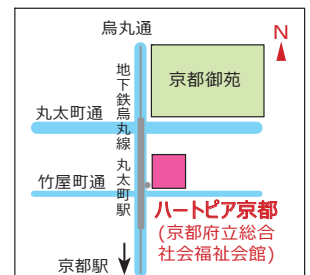 烏丸通
N
京都御苑
地下鉄烏丸線
丸太町駅
丸太町通
竹屋町通
ハートピア京都
(京都府立総合
社会福祉会館)
京都駅